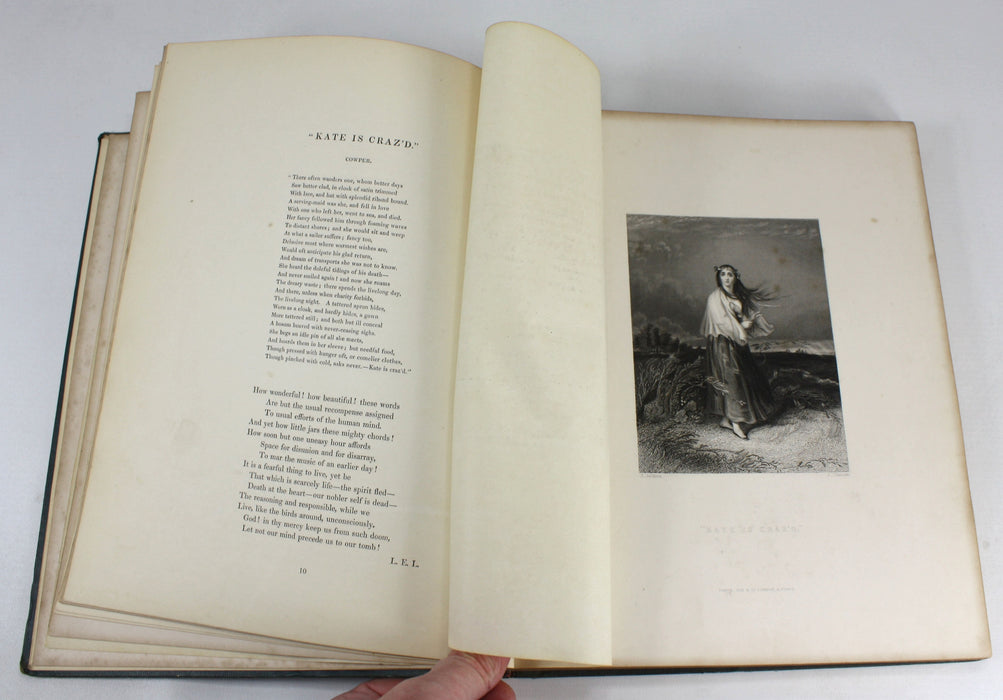 "KATE IS CRAZ'D."
COWPER.
"There often wanders one, whom better days
Saw better clad, in cloak of satin trimmed
With lace, and hat with splendid riband bound.
A serving-maid was she, and fell in love
With one who left her, went to sea, and died.
Her fancy followed him through foaming waves
To distant shores; and she would sit and weep
At what a sailor suffers; fancy too,
Delusive most where warmest wishes are,
Would oft anticipate his glad return,
And dream of transports she was not to know.
She heard the doleful tidings of his death—
And never smiled again! and now she roams
The dreary waste; there spends the livelong day,
And there, unless when charity forbids,
The livelong night. A tattered apron hides,
Worn as a cloak, and hardly hides, a gown
More tattered still; and both but ill conceal
A bosom heaved with never-ceasing sighs.
She begs an idle pin of all she meets,
And hoards them in her sleeve; but needful food,
Though pressed with hunger oft, or comelier clothes,
Though pinched with cold, asks never.—Kate is craz'd."
How wonderful! how beautiful! these words
Are but the usual recompense assigned
To usual efforts of the human mind.
And yet how little jars these mighty chords!
How soon but one uneasy hour affords
Space for disunion and for disarray,
To mar the music of an earlier day!
It is a fearful thing to live, yet be
That which is scarcely life—the spirit fled—
Death at the heart—our nobler self is dead—
The reasoning and responsible, while we
Live, like the birds around, unconsciously,
God! in thy mercy keep us from such doom,
Let not our mind precede us to our tomb!
L. E. L.
10
"KATE IS CRAZ'D."